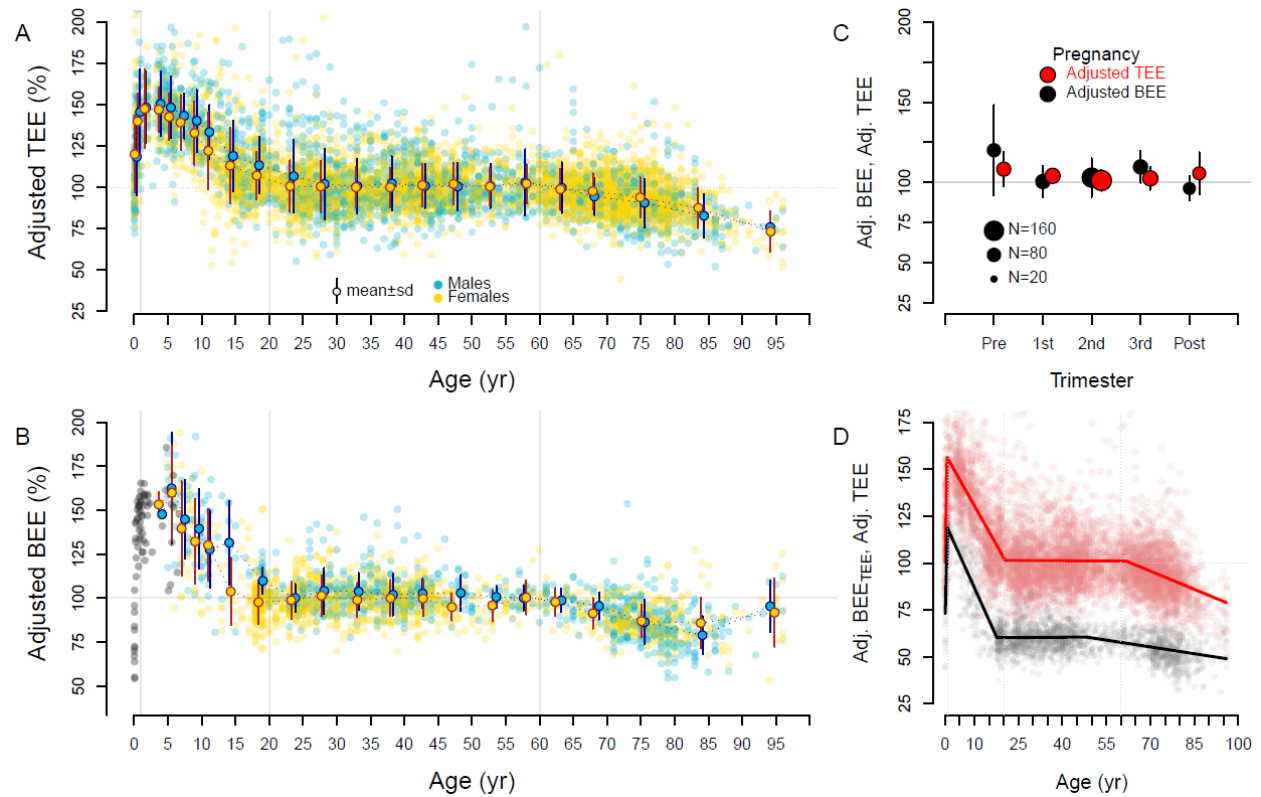 A
Adjusted TEE (%)
200
175
150
125
100
75
50
25
mean±sd
Males
Females
0 5 10 15 20 25 30 35 40 45 50 55 60 65 70 75 80 85 90 95
Age (yr)
C
Adj. BEE, Adj. TEE
200
150
100
75
50
25
Pregnancy
Adjusted TEE
Adjusted BEE
N=160
N=80
N=20
Pre 1st 2nd 3rd Post
Trimester
B
Adjusted BEE (%)
200
175
150
125
100
75
50
0 5 10 15 20 25 30 35 40 45 50 55 60 65 70 75 80 85 90 95
Age (yr)
D
Adj. BEETEE, Adj. TEE
175
150
125
100
75
50
25
0 10 25 40 55 70 85 100
Age (yr)